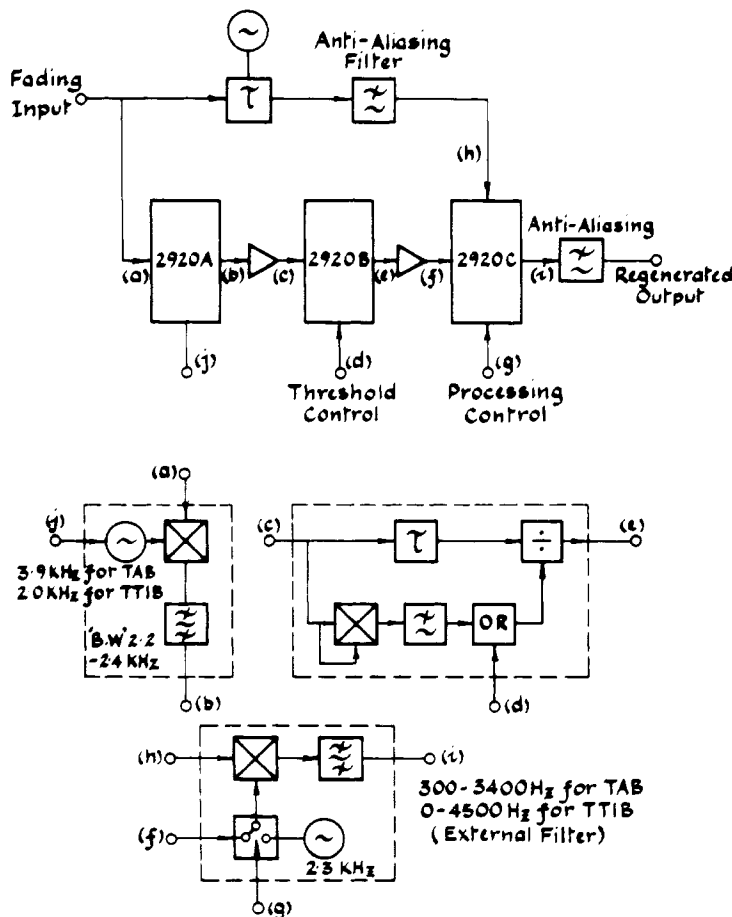 Anti-Aliasing
Filter
Fading
Input
τ
(h)
Anti-Aliasing
2920A
2920B
2920C
(a)
(b)
(c)
(e)
(f)
(i)
Regenerated
Output
(j)
(d)
(g)
Threshold
Control
Processing
Control
(a)
(j)
3.9 KHz for TAB
2.0 KHz for TTIB
'B.W' 2.2
-2.4 KHz
(b)
(c)
τ
÷
(e)
OR
(d)
(h)
(i)
300-3400 Hz for TAB
0-4500 Hz for TTIB
(External Filter)
(f)
2.3 KHz
(g)